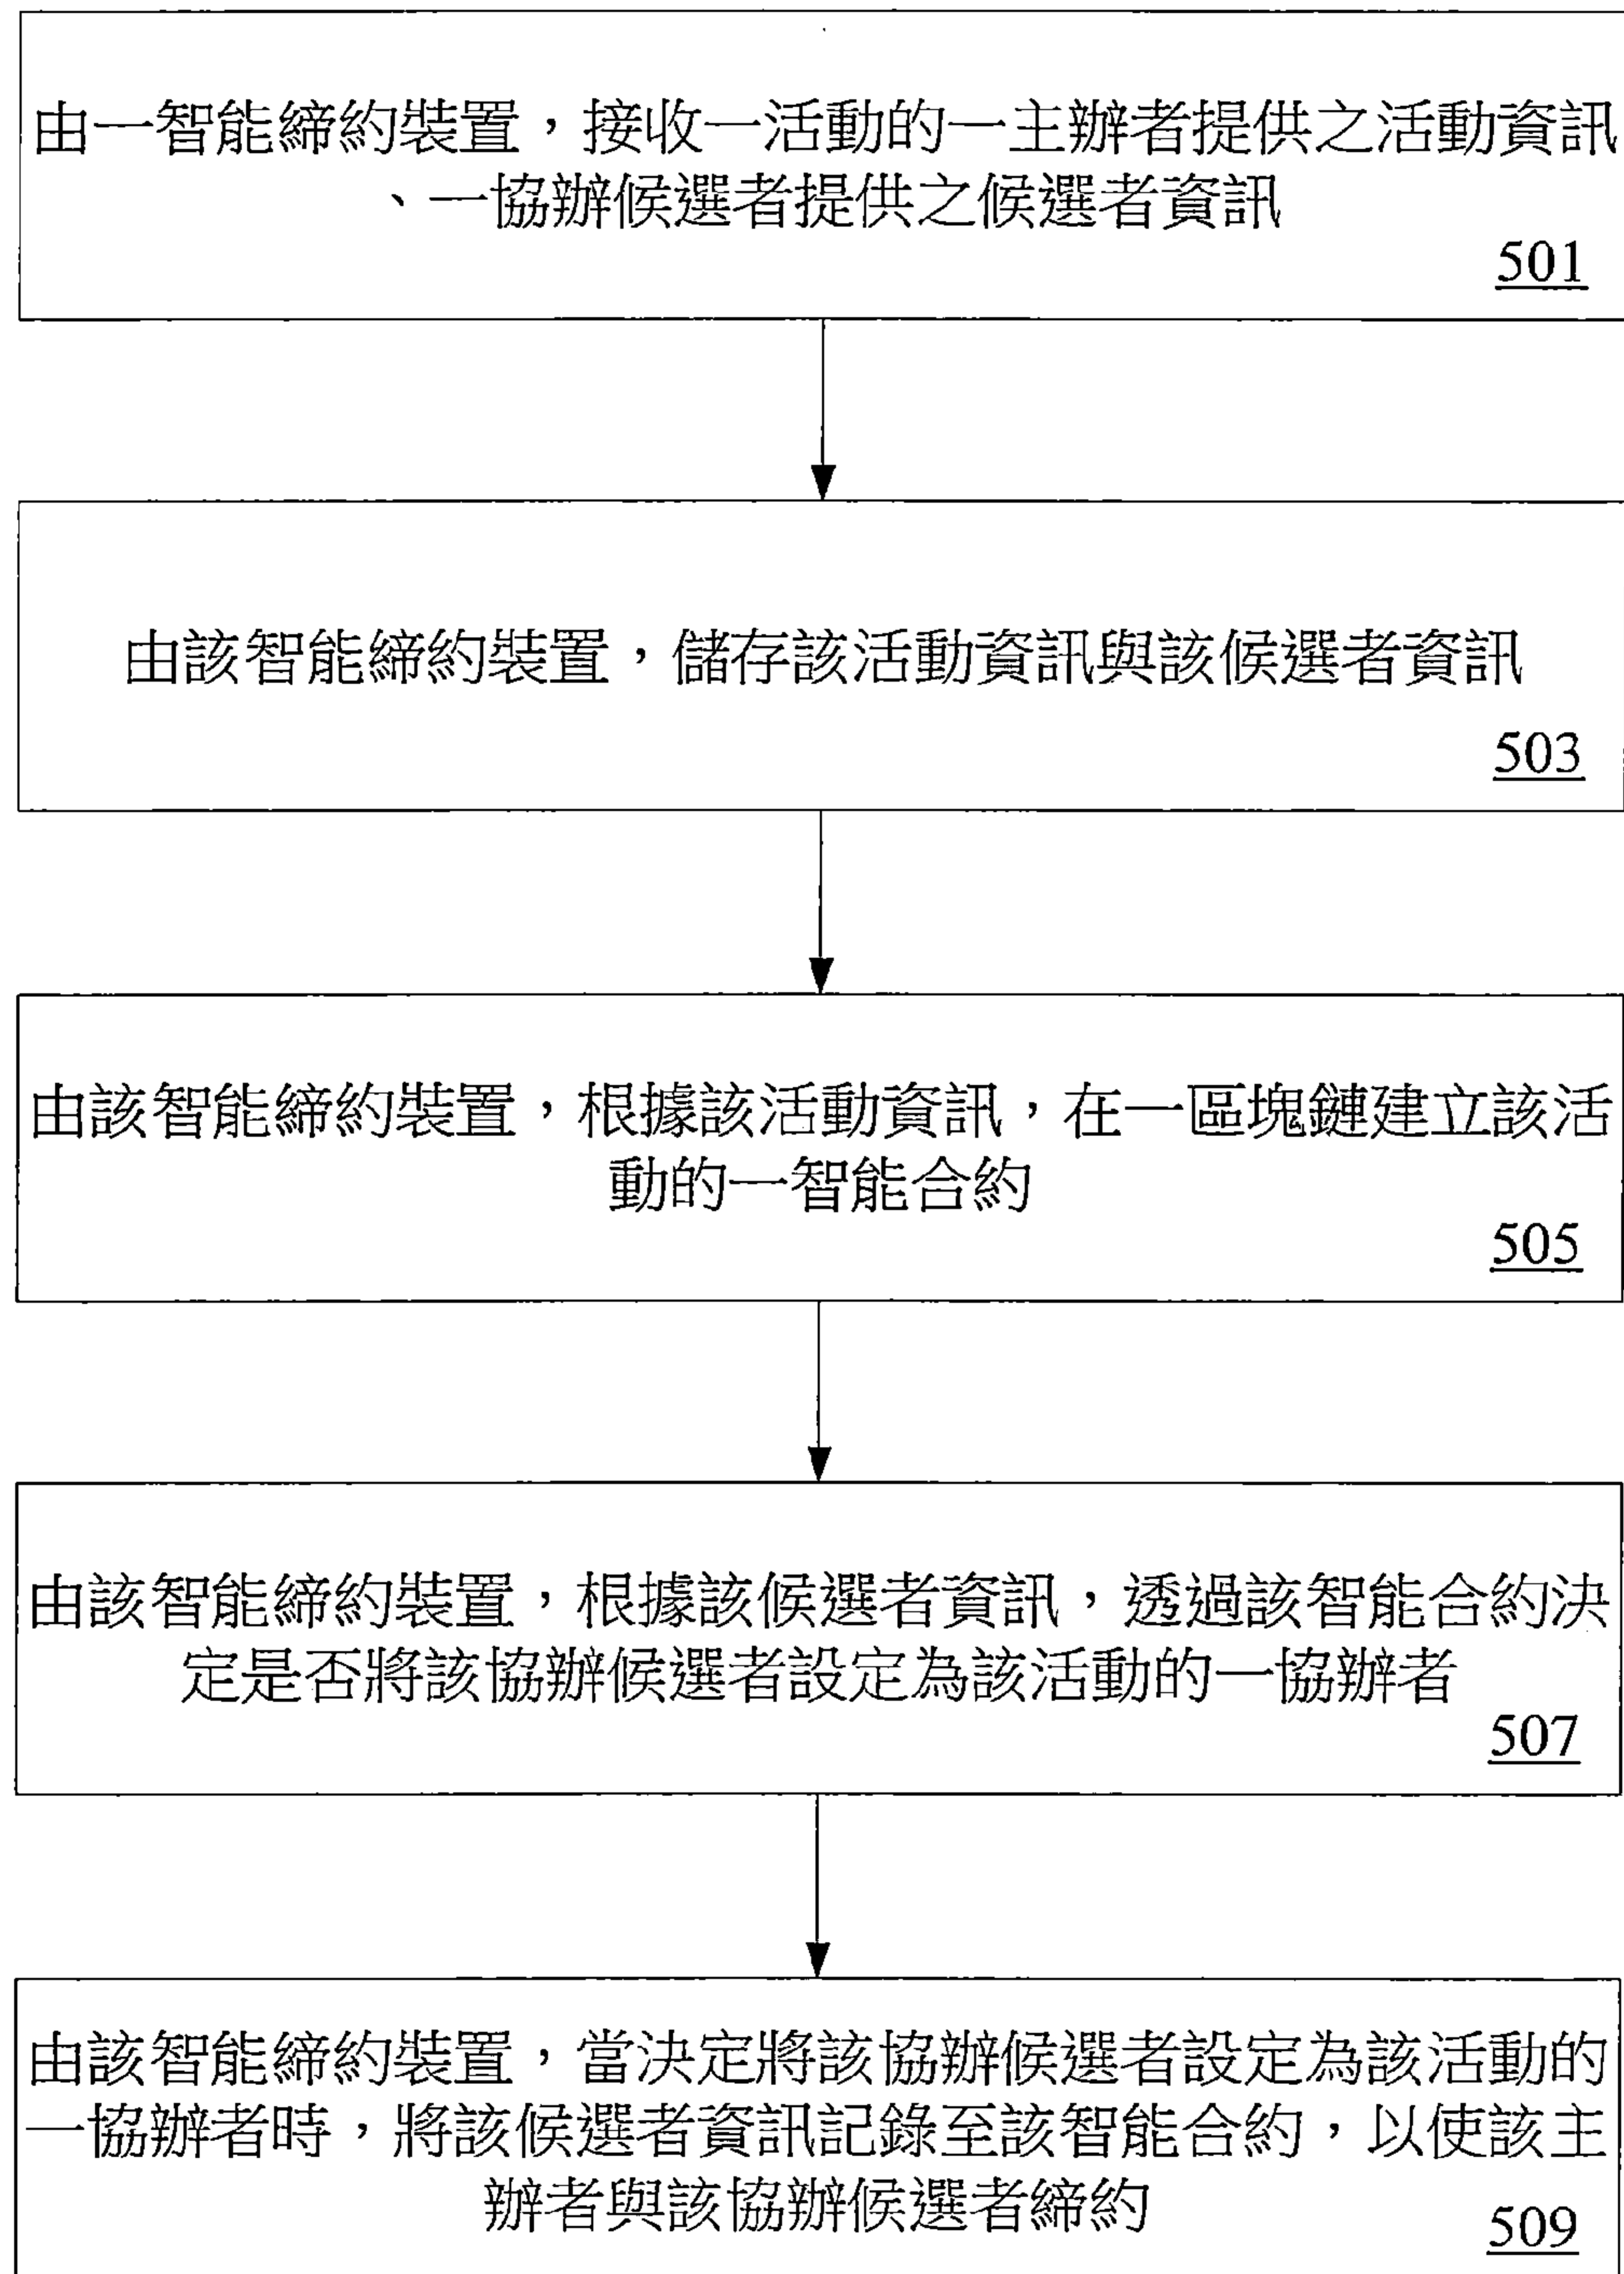 由一智能締約裝置，接收一活動的一主辦者提供之活動資訊
、一協辦候選者提供之候選者資訊
501
由該智能締約裝置，儲存該活動資訊與該候選者資訊
503
由該智能締約裝置，根據該活動資訊，在一區塊鏈建立該活
動的一智能合約
505
由該智能締約裝置，根據該候選者資訊，透過該智能合約決
定是否將該協辦候選者設定為該活動的一協辦者
507
由該智能締約裝置，當決定將該協辦候選者設定為該活動的
一協辦者時，將該候選者資訊記錄至該智能合約，以使該主
辦者與該協辦候選者締約
509